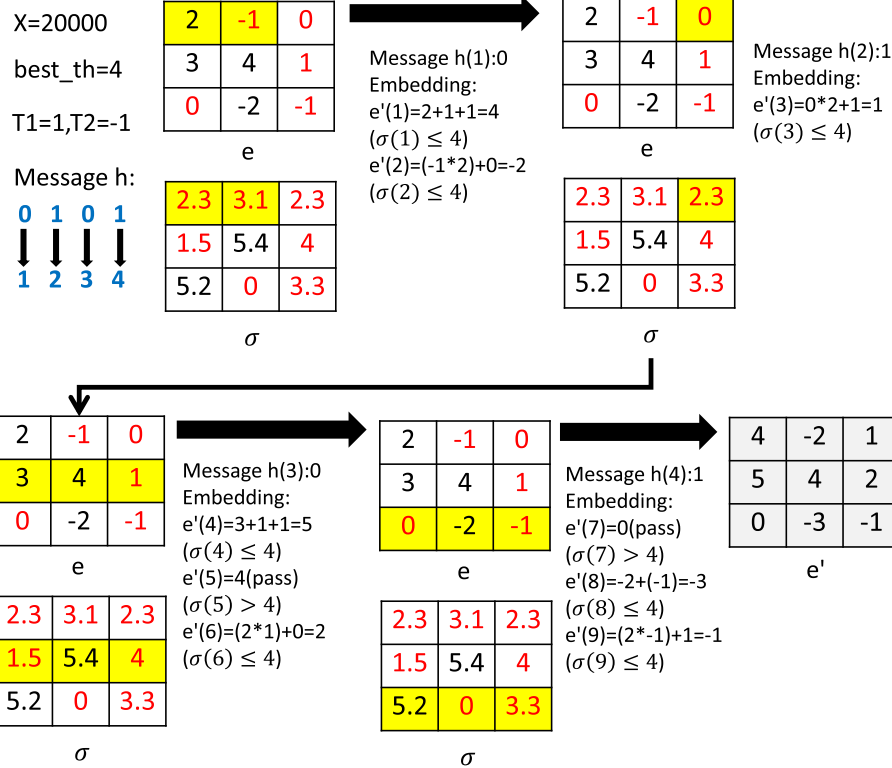 X=20000
best_th=4
T1=1,T2=-1
Message h:
0 1 0 1
1 2 3 4
2 -1 0
3 4 1
0 -2 -1
e
2.3 3.1 2.3
1.5 5.4 4
5.2 0 3.3
σ
Message h(1):0
Embedding:
e'(1)=2+1+1=4
(σ(1) ≤ 4)
e'(2)=(-1*2)+0=-2
(σ(2) ≤ 4)
2 -1 0
3 4 1
0 -2 -1
e
2.3 3.1 2.3
1.5 5.4 4
5.2 0 3.3
σ
Message h(2):1
Embedding:
e'(3)=0*2+1=1
(σ(3) ≤ 4)
2 -1 0
3 4 1
0 -2 -1
e
2.3 3.1 2.3
1.5 5.4 4
5.2 0 3.3
σ
Message h(3):0
Embedding:
e'(4)=3+1+1=5
(σ(4) ≤ 4)
e'(5)=4(pass)
(σ(5) > 4)
e'(6)=(2*1)+0=2
(σ(6) ≤ 4)
2 -1 0
3 4 1
0 -2 -1
e
2.3 3.1 2.3
1.5 5.4 4
5.2 0 3.3
σ
Message h(4):1
Embedding:
e'(7)=0(pass)
(σ(7) > 4)
e'(8)=-2+(-1)=-3
(σ(8) ≤ 4)
e'(9)=(2*-1)+1=-1
(σ(9) ≤ 4)
4 -2 1
5 4 2
0 -3 -1
e'